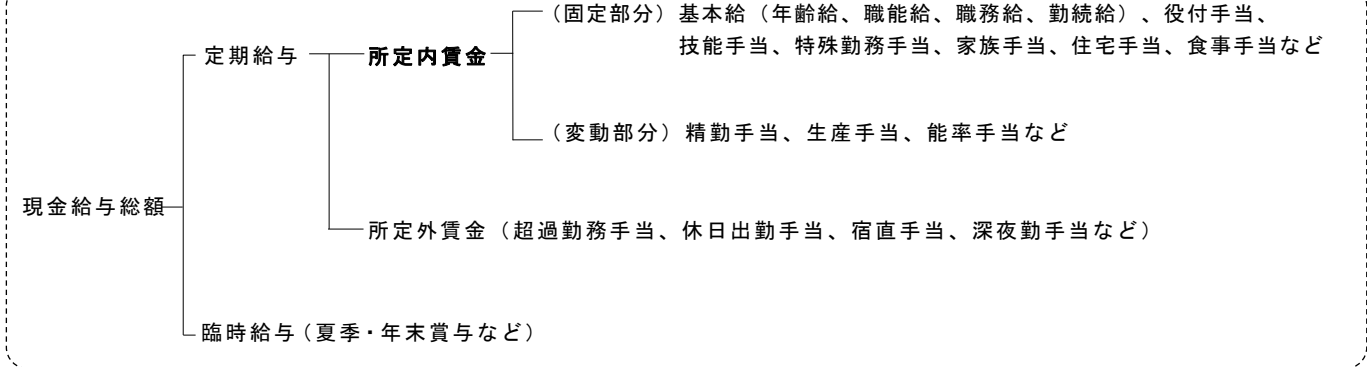 （固定部分）基本給（年齢給、職能給、職務給、勤続給）、役付手当、
技能手当、特殊勤務手当、家族手当、住宅手当、食事手当など
定期給与
所定内賃金
（変動部分）精勤手当、生産手当、能率手当など
現金給与総額
所定外賃金（超過勤務手当、休日出勤手当、宿直手当、深夜勤手当など）
臨時給与（夏季・年末賞与など）